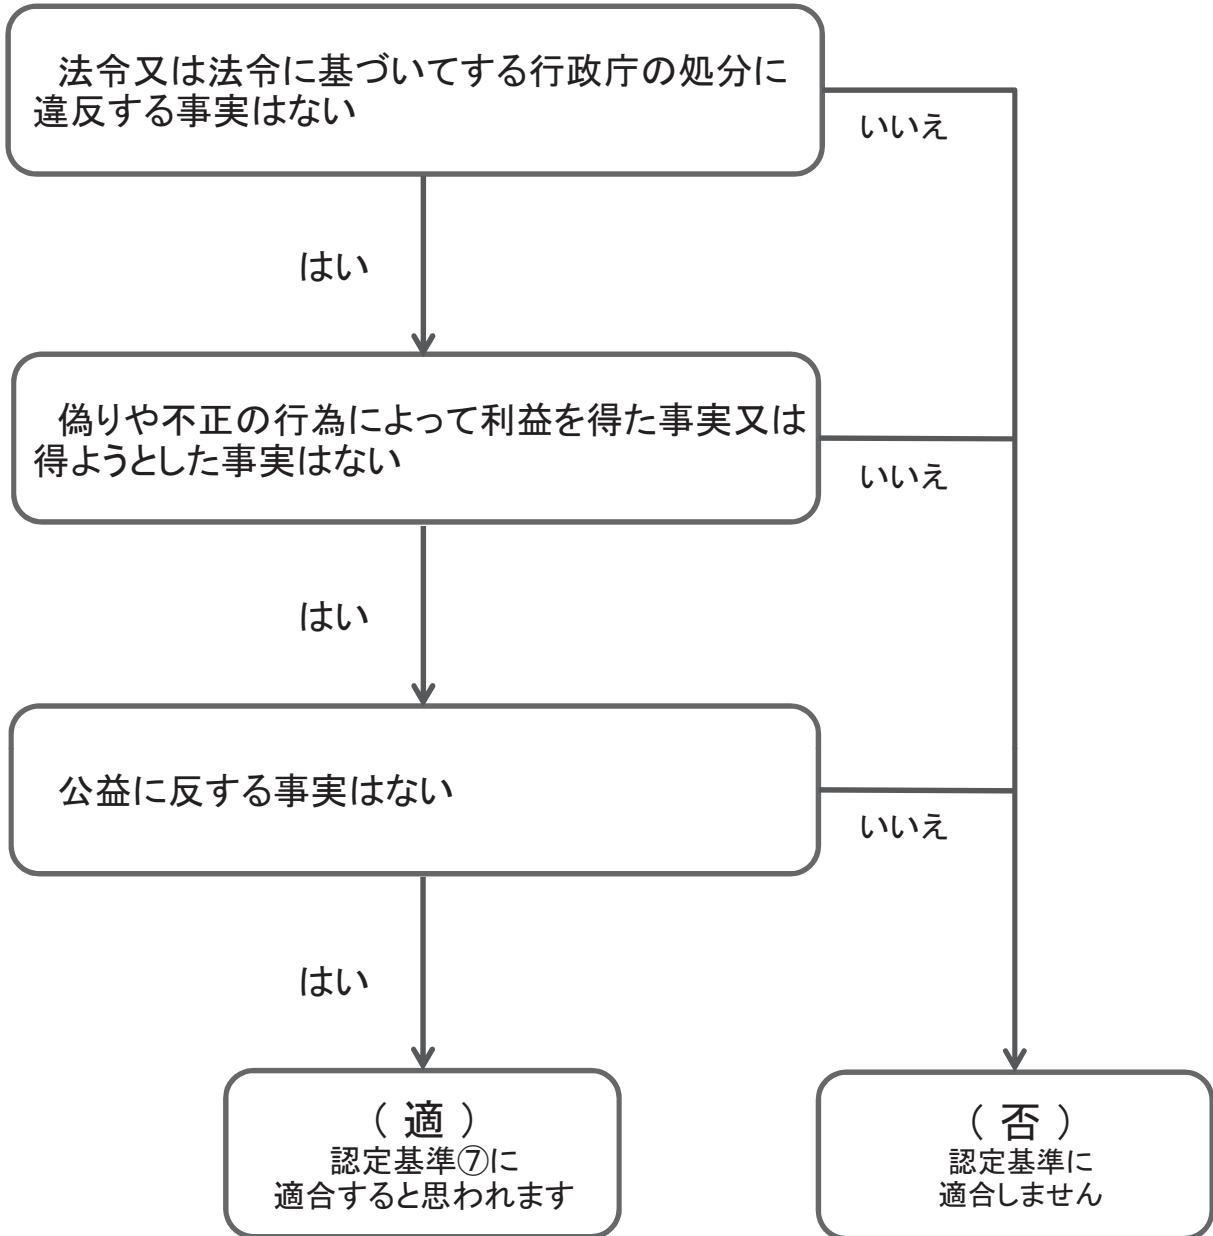 法令又は法令に基づいてする行政庁の処分に
違反する事実はない
いいえ
はい
偽りや不正の行為によって利益を得た事実又は
得ようとした事実はない
いいえ
はい
公益に反する事実はない
いいえ
はい
（ 適 ）
認定基準⑦に
適合すると思われます
（ 否 ）
認定基準に
適合しません